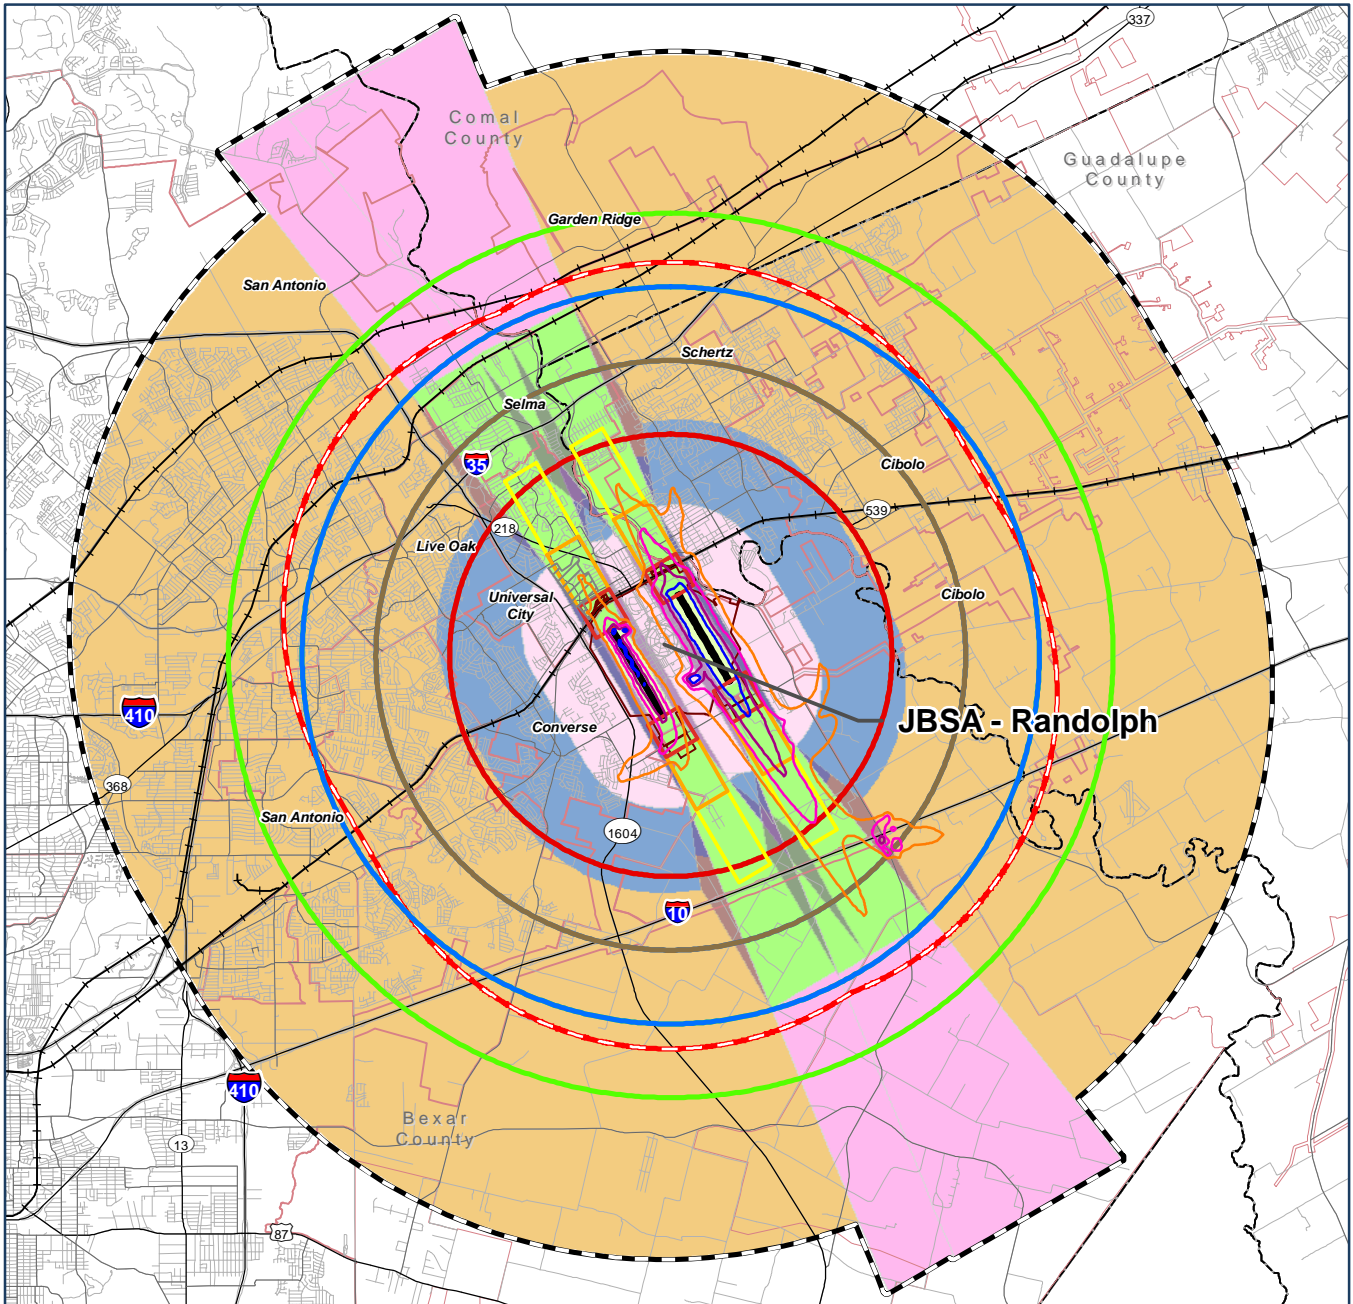 337
Comal
County
Guadalupe
County
Garden Ridge
San Antonio
Schertz
Selma
35
Cibolo
539
218
Live Oak
Universal
City
Cibolo
410
JBSA - Randolph
Converse
368
San Antonio
1604
10
410
Bexar
County
13
87